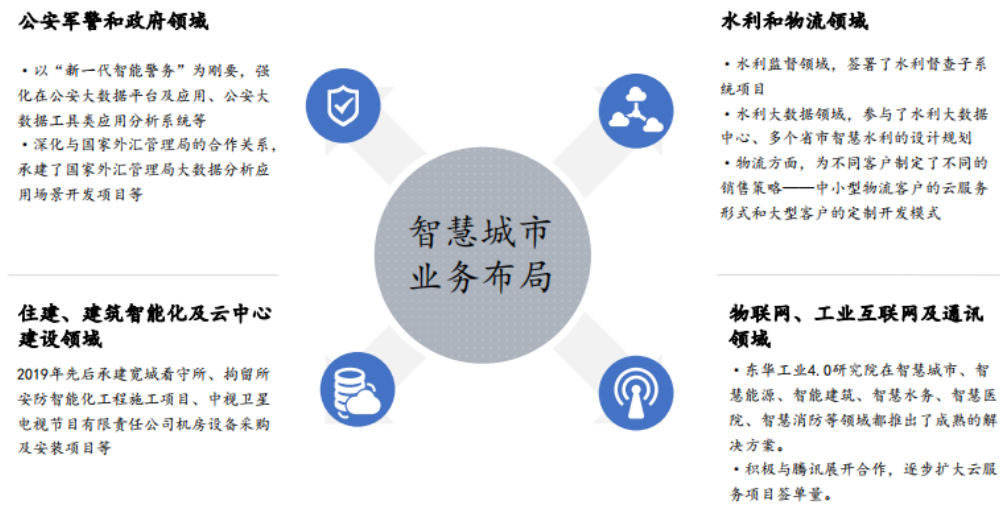 公安军警和政府领域
·以“新一代智能警务”为刚要，强
化在公安大数据平台及应用、公安大
数据工具类应用分析系统等
·深化与国家外汇管理局的合作关系，
承建了国家外汇管理局大数据分析应
用场景开发项目等
水利和物流领域
·水利监督领域，签署了水利督查子系
统项目
·水利大数据领域，参与了水利大数据
中心、多个省市智慧水利的设计规划
·物流方面，为不同客户制定了不同的
销售策略——中小型物流客户的云服务
形式和大型客户的定制开发模式
智慧城市
业务布局
住建、建筑智能化及云中心
建设领域
2019年先后承建宽城看守所、拘留所
安防智能化工程施工项目、中视卫星
电视节目有限责任公司机房设备采购
及安装项目等
物联网、工业互联网及通讯
领域
·东华工业4.0研究院在智慧城市、智
慧能源、智能建筑、智慧水务、智慧医
院、智慧消防等领域都推出了成熟的解
决方案。
·积极与腾讯展开合作，逐步扩大云服
务项目签单量。